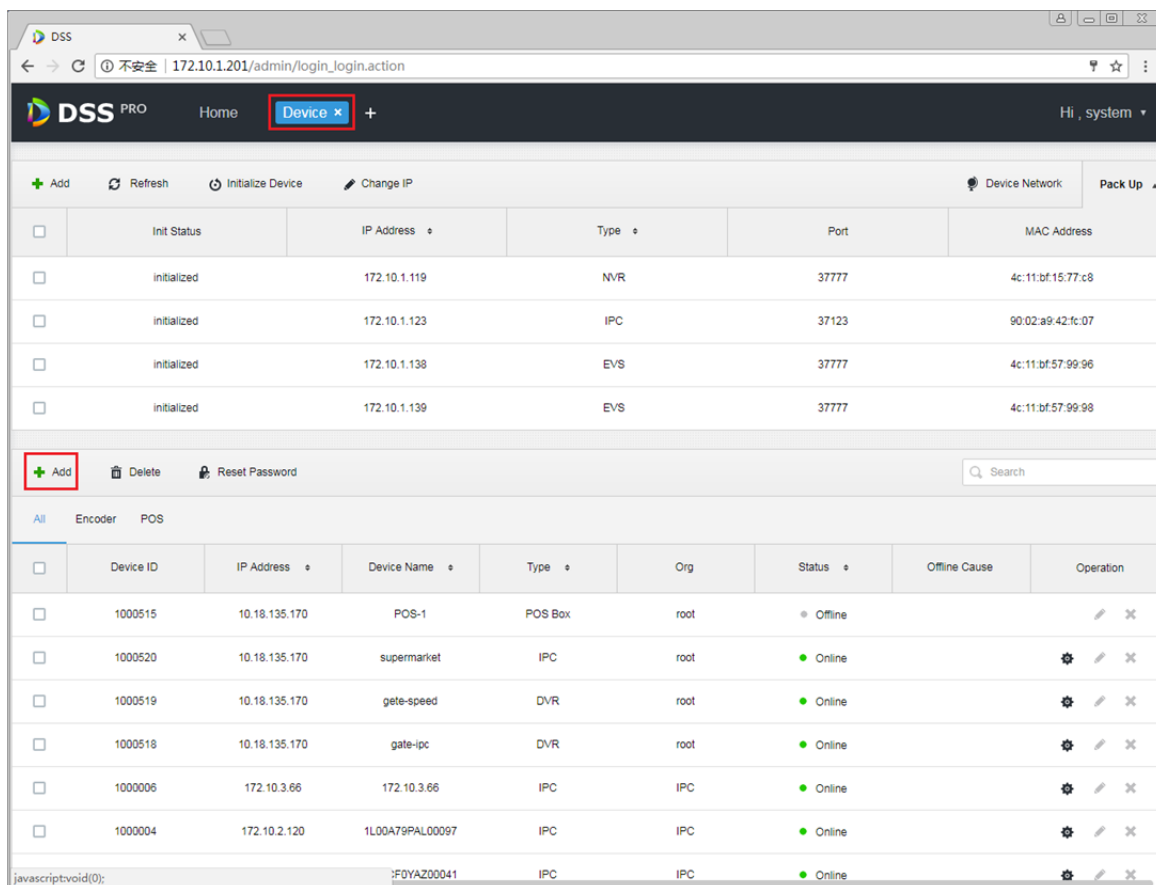 DSS
不安全 | 172.10.1.201/admin/login_login.action
DSS PRO Home Device × + Hi , system
Add Refresh Initialize Device Change IP Device Network Pack Up
Init Status IP Address Type Port MAC Address
initialized 172.10.1.119 NVR 37777 4c:11:bf:15:77:c8
initialized 172.10.1.123 IPC 37123 90:02:a9:42:fc:07
initialized 172.10.1.138 EVS 37777 4c:11:bf:57:99:96
initialized 172.10.1.139 EVS 37777 4c:11:bf:57:99:98
Add Delete Reset Password Search
All Encoder POS
Device ID IP Address Device Name Type Org Status Offline Cause Operation
1000515 10.18.135.170 POS-1 POS Box root Offline
1000520 10.18.135.170 supermarket IPC root Online
1000519 10.18.135.170 gete-speed DVR root Online
1000518 10.18.135.170 gate-ipc DVR root Online
1000006 172.10.3.66 172.10.3.66 IPC IPC Online
1000004 172.10.2.120 1L00A79PAL00097 IPC IPC Online
javascript:void(0); IPC IPC Online